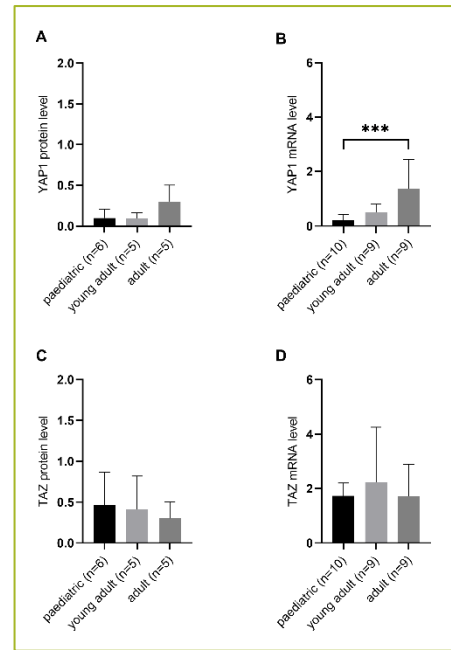 A
YAP1 protein level
2.0
1.5
1.0
0.5
0.0
paediatric (n=6)
young adult (n=5)
adult (n=5)
B
YAP1 mRNA level
6
4
2
0
***
paediatric (n=10)
young adult (n=9)
adult (n=9)
C
TAZ protein level
2.0
1.5
1.0
0.5
0.0
paediatric (n=6)
young adult (n=5)
adult (n=5)
D
TAZ mRNA level
6
4
2
0
paediatric (n=10)
young adult (n=9)
adult (n=9)